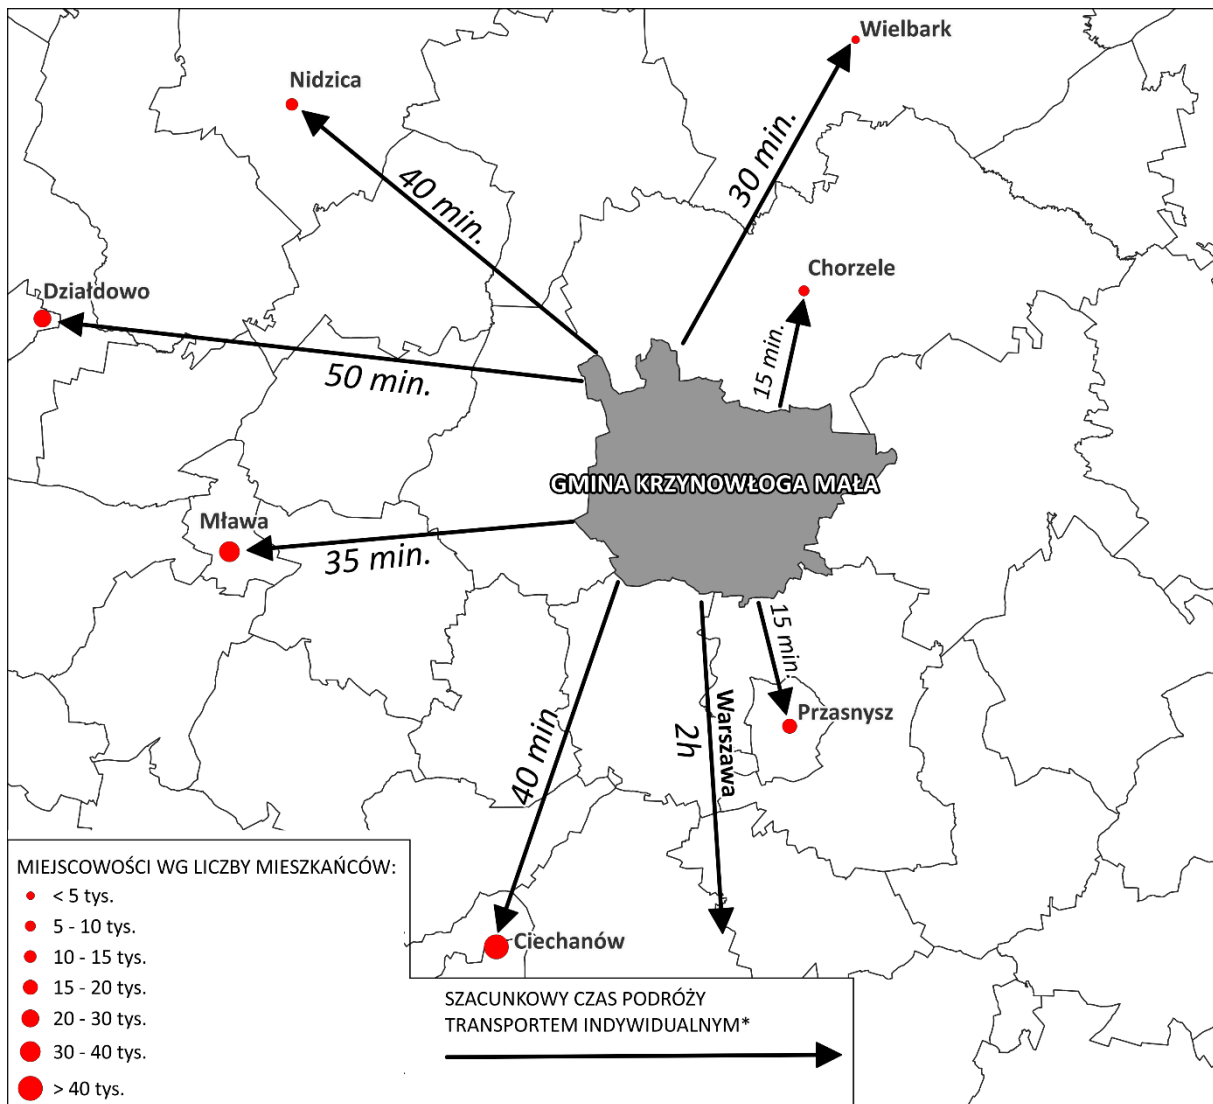 Wielbark
Nidzica
30 min.
40 min.
Chorzele
Działdowo
15 min.
50 min.
GMINA KRZYNOWŁOGA MAŁA
Mława
35 min.
15 min.
40 min
Warszawa
2h
Przasnysz
Ciechanów
MIEJSCOWOŚCI WG LICZBY MIESZKAŃCÓW:
< 5 tys.
5 - 10 tys.
10 - 15 tys.
15 - 20 tys.
20 - 30 tys.
30 - 40 tys.
> 40 tys.
SZACUNKOWY CZAS PODRÓŻY
TRANSPORTEM INDYWIDUALNYM*